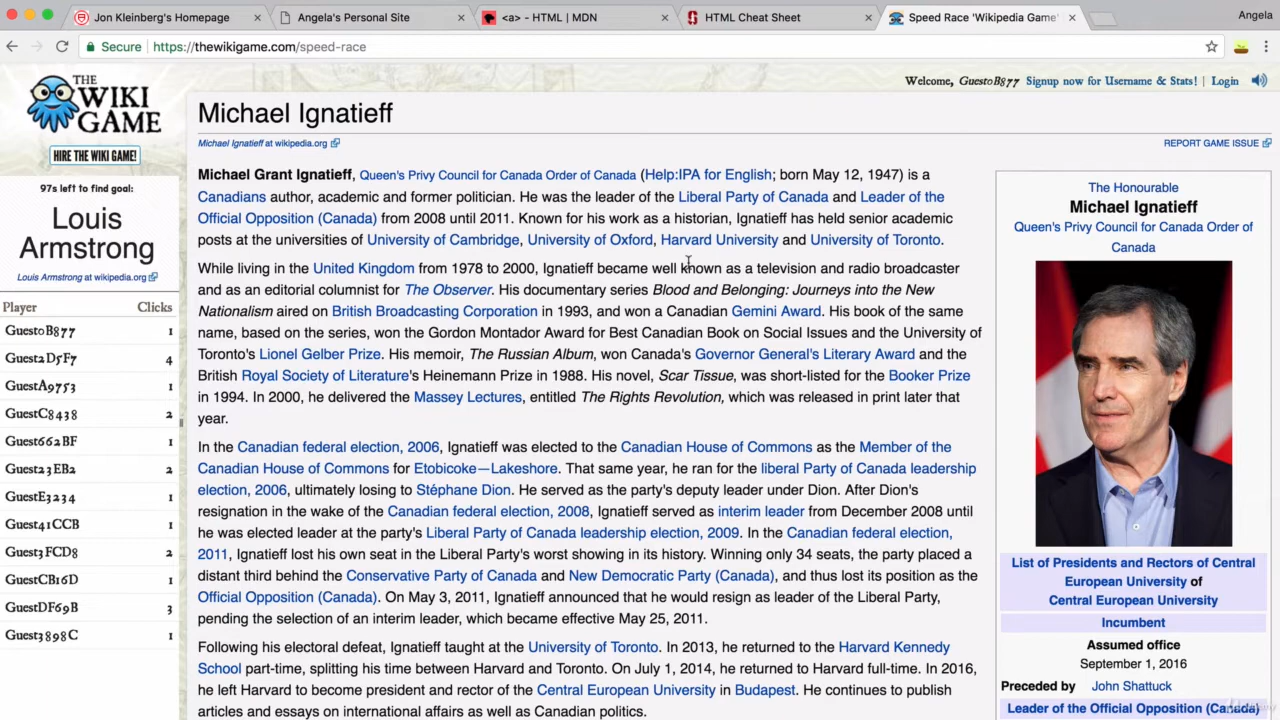 Jon Kleinberg's Homepage
Angela's Personal Site
<a> - HTML | MDN
HTML Cheat Sheet
Speed Race 'Wikipedia Game'
Angela
Secure
https://thewikigame.com/speed-race
THE
WIKI
GAME
HIRE THE WIKI GAME!
Welcome, Guest0B877 Signup now for Username & Stats! | Login
97s left to find goal:
Louis
Armstrong
Louis Armstrong at wikipedia.org
Player Clicks
Guest0B877 1
Guest2D5F7 4
GuestA9753 1
GuestC8438 2
Guest662BF 1
Guest23EB2 2
GuestE3234 1
Guest41CCB 1
Guest3FCD8 2
GuestCB16D 1
GuestDF69B 3
Guest3898C 1
Michael Ignatieff
Michael Ignatieff at wikipedia.org
REPORT GAME ISSUE
Michael Grant Ignatieff, Queen's Privy Council for Canada Order of Canada (Help:IPA for English; born May 12, 1947) is a
Canadians author, academic and former politician. He was the leader of the Liberal Party of Canada and Leader of the
Official Opposition (Canada) from 2008 until 2011. Known for his work as a historian, Ignatieff has held senior academic
posts at the universities of University of Cambridge, University of Oxford, Harvard University and University of Toronto.
While living in the United Kingdom from 1978 to 2000, Ignatieff became well known as a television and radio broadcaster
and as an editorial columnist for The Observer. His documentary series Blood and Belonging: Journeys into the New
Nationalism aired on British Broadcasting Corporation in 1993, and won a Canadian Gemini Award. His book of the same
name, based on the series, won the Gordon Montador Award for Best Canadian Book on Social Issues and the University of
Toronto's Lionel Gelber Prize. His memoir, The Russian Album, won Canada's Governor General's Literary Award and the
British Royal Society of Literature's Heinemann Prize in 1988. His novel, Scar Tissue, was short-listed for the Booker Prize
in 1994. In 2000, he delivered the Massey Lectures, entitled The Rights Revolution, which was released in print later that
year.
In the Canadian federal election, 2006, Ignatieff was elected to the Canadian House of Commons as the Member of the
Canadian House of Commons for Etobicoke—Lakeshore. That same year, he ran for the liberal Party of Canada leadership
election, 2006, ultimately losing to Stéphane Dion. He served as the party's deputy leader under Dion. After Dion's
resignation in the wake of the Canadian federal election, 2008, Ignatieff served as interim leader from December 2008 until
he was elected leader at the party's Liberal Party of Canada leadership election, 2009. In the Canadian federal election,
2011, Ignatieff lost his own seat in the Liberal Party's worst showing in its history. Winning only 34 seats, the party placed a
distant third behind the Conservative Party of Canada and New Democratic Party (Canada), and thus lost its position as the
Official Opposition (Canada). On May 3, 2011, Ignatieff announced that he would resign as leader of the Liberal Party,
pending the selection of an interim leader, which became effective May 25, 2011.
Following his electoral defeat, Ignatieff taught at the University of Toronto. In 2013, he returned to the Harvard Kennedy
School part-time, splitting his time between Harvard and Toronto. On July 1, 2014, he returned to Harvard full-time. In 2016,
he left Harvard to become president and rector of the Central European University in Budapest. He continues to publish
articles and essays on international affairs as well as Canadian politics.
The Honourable
Michael Ignatieff
Queen's Privy Council for Canada Order of
Canada
List of Presidents and Rectors of Central
European University of
Central European University
Incumbent
Assumed office
September 1, 2016
Preceded by John Shattuck
Leader of the Official Opposition (Canada)